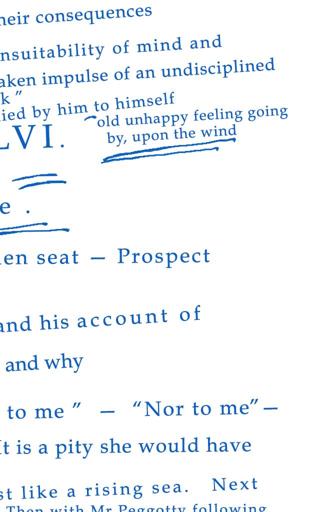 heir consequences
nsuitability of mind and
aken impulse of an undisciplined
k”
ied by him to himself
LVI.
old unhappy feeling going
by, upon the wind
e .
en seat — Prospect
and his account of
and why
to me ” — “Nor to me”—
It is a pity she would have
st like a rising sea. Next
Then with Mr Peggotty following